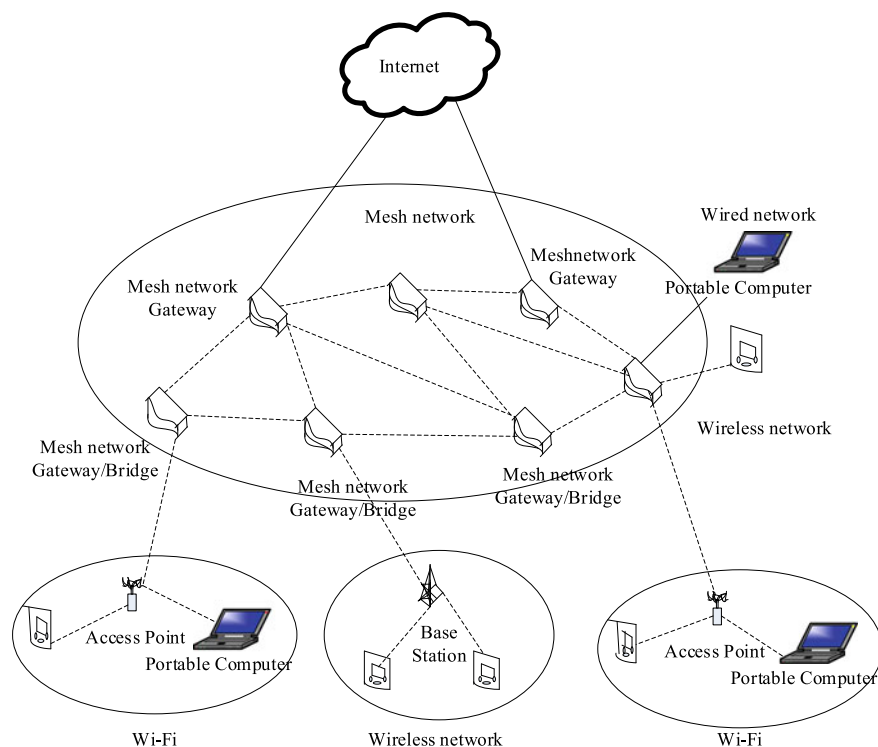 Internet
Mesh network
Wired network
Meshnetwork
Gateway
Mesh network
Gateway
Portable Computer
Wireless network
Mesh network
Gateway/Bridge
Mesh network
Gateway/Bridge
Mesh network
Gateway/Bridge
Access Point
Portable Computer
Base
Station
Access Point
Portable Computer
Wi-Fi
Wireless network
Wi-Fi